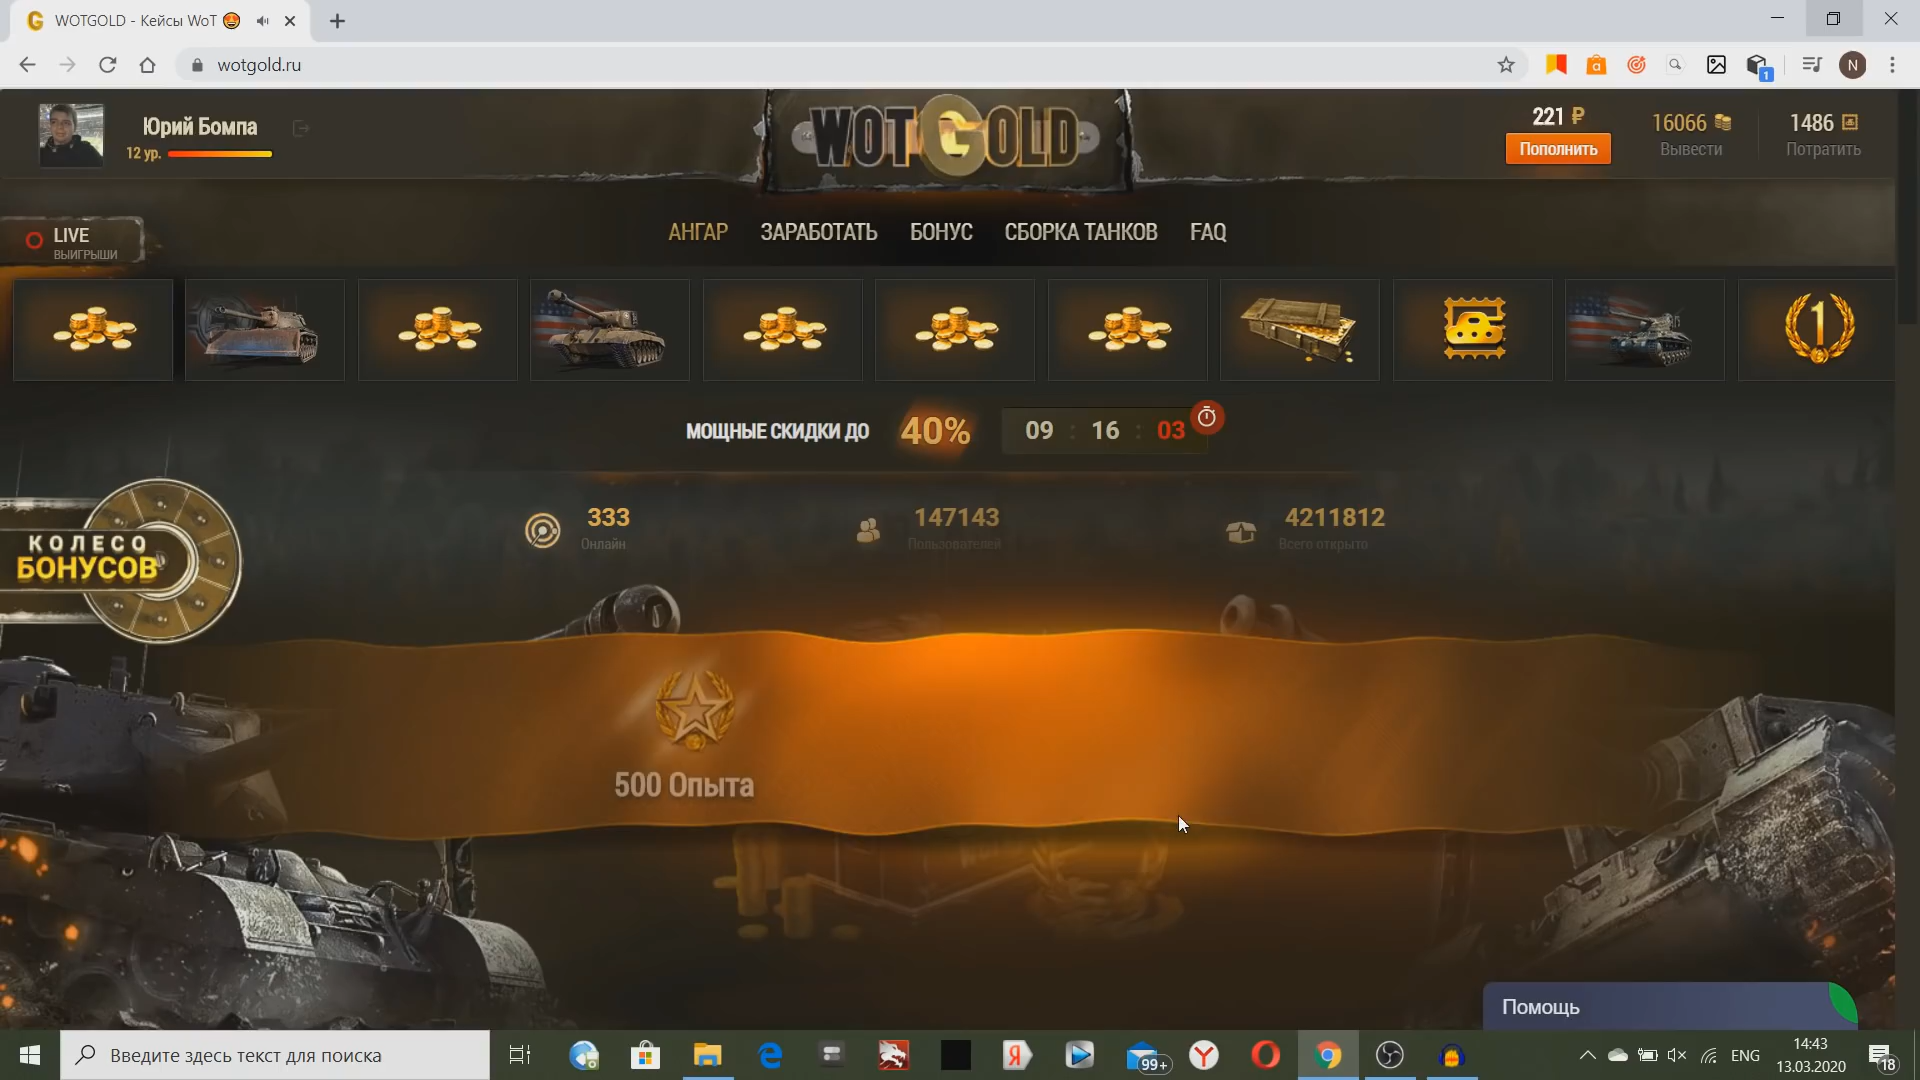 WOTGOLD - Кейсы WoT
wotgold.ru
N
1
Юрий Бомпа
12 ур.
WOTGOLD
221 ₽
Пополнить
16066
Вывести
1486
Потратить
LIVE
ВЫИГРЫШИ
АНГАР ЗАРАБОТАТЬ БОНУС СБОРКА ТАНКОВ FAQ
1
МОЩНЫЕ СКИДКИ ДО 40% 09 : 16 : 03
333
Онлайн
147143
Пользователей
4211812
Всего открыто
КОЛЕСО
БОНУСОВ
500 Опыта
Помощь
Введите здесь текст для поиска
99+
ENG
14:43
13.03.2020
18